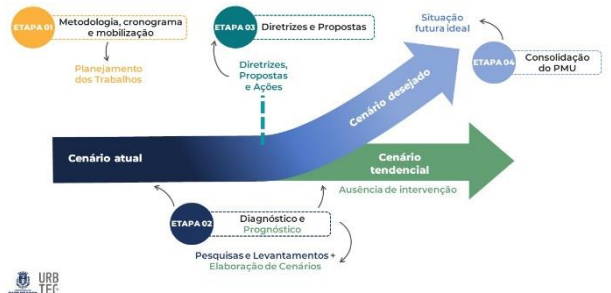 ETAPA 01
Metodologia, cronograma
e mobilização
Planejamento
dos Trabalhos
ETAPA 03
Diretrizes e Propostas
Diretrizes,
Propostas
e Ações
Situação
futura ideal
ETAPA 04
Consolidação
do PMU
Cenário desejado
Cenário atual
Cenário
tendencial
Ausência de intervenção
ETAPA 02
Diagnóstico e
Prognóstico
Pesquisas e Levantamentos +
Elaboração de Cenários
URB
TEC